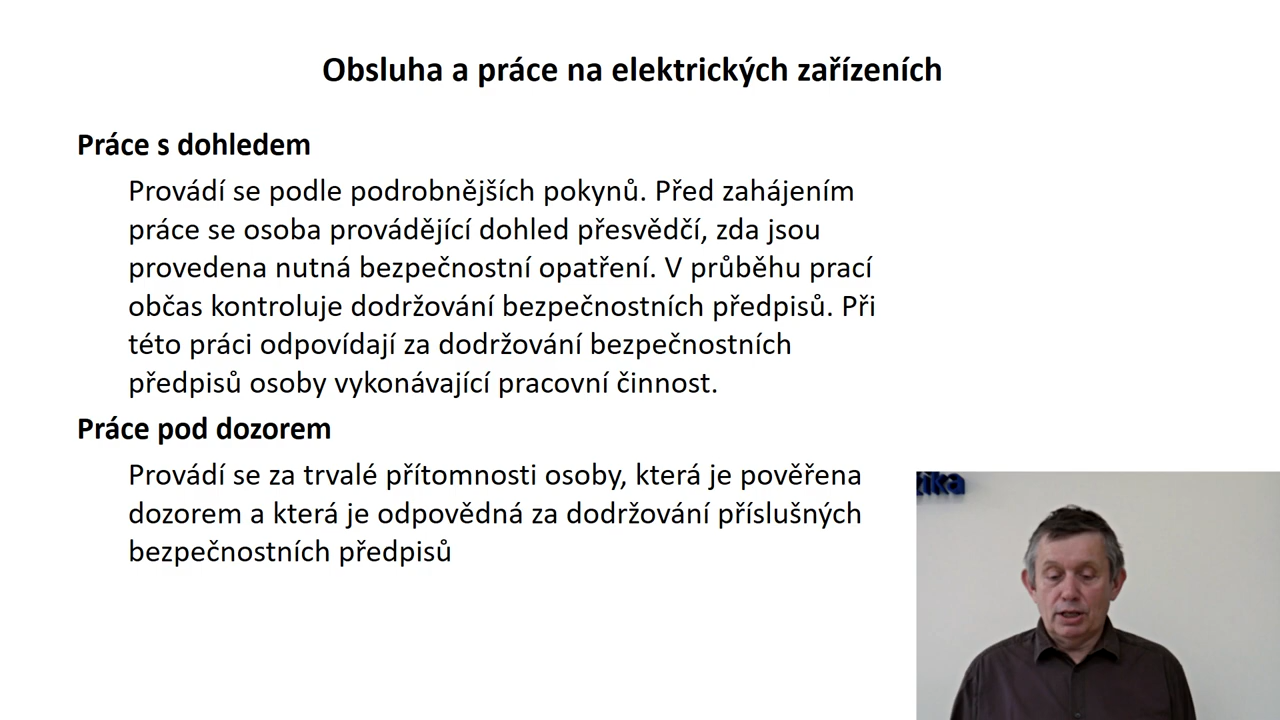 Obsluha a práce na elektrických zařízeních
Práce s dohledem
Provádí se podle podrobnějších pokynů. Před zahájením
práce se osoba provádějící dohled přesvědčí, zda jsou
provedena nutná bezpečnostní opatření. V průběhu prací
občas kontroluje dodržování bezpečnostních předpisů. Při
této práci odpovídají za dodržování bezpečnostních
předpisů osoby vykonávající pracovní činnost.
Práce pod dozorem
Provádí se za trvalé přítomnosti osoby, která je pověřena
dozorem a která je odpovědná za dodržování příslušných
bezpečnostních předpisů